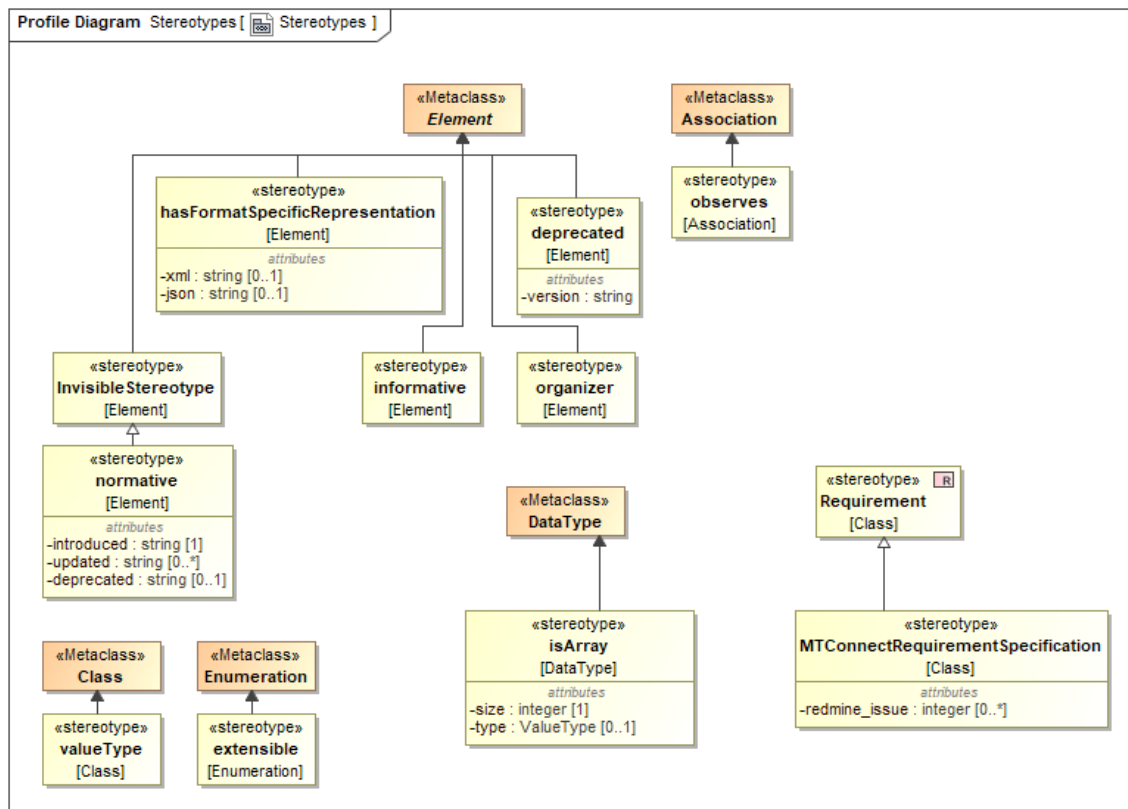 Profile Diagram Stereotypes [ Stereotypes ]
«Metaclass»
Element
«Metaclass»
Association
«stereotype»
hasFormatSpecificRepresentation
[Element]
attributes
-xml : string [0..1]
-json : string [0..1]
«stereotype»
deprecated
[Element]
attributes
-version : string
«stereotype»
observes
[Association]
«stereotype»
InvisibleStereotype
[Element]
«stereotype»
informative
[Element]
«stereotype»
organizer
[Element]
«stereotype»
normative
[Element]
attributes
-introduced : string [1]
-updated : string [0..*]
-deprecated : string [0..1]
«Metaclass»
DataType
«stereotype» R
Requirement
[Class]
«stereotype»
isArray
[DataType]
attributes
-size : integer [1]
-type : ValueType [0..1]
«stereotype»
MTConnectRequirementSpecification
[Class]
attributes
-redmine_issue : integer [0..*]
«Metaclass»
Class
«Metaclass»
Enumeration
«stereotype»
valueType
[Class]
«stereotype»
extensible
[Enumeration]